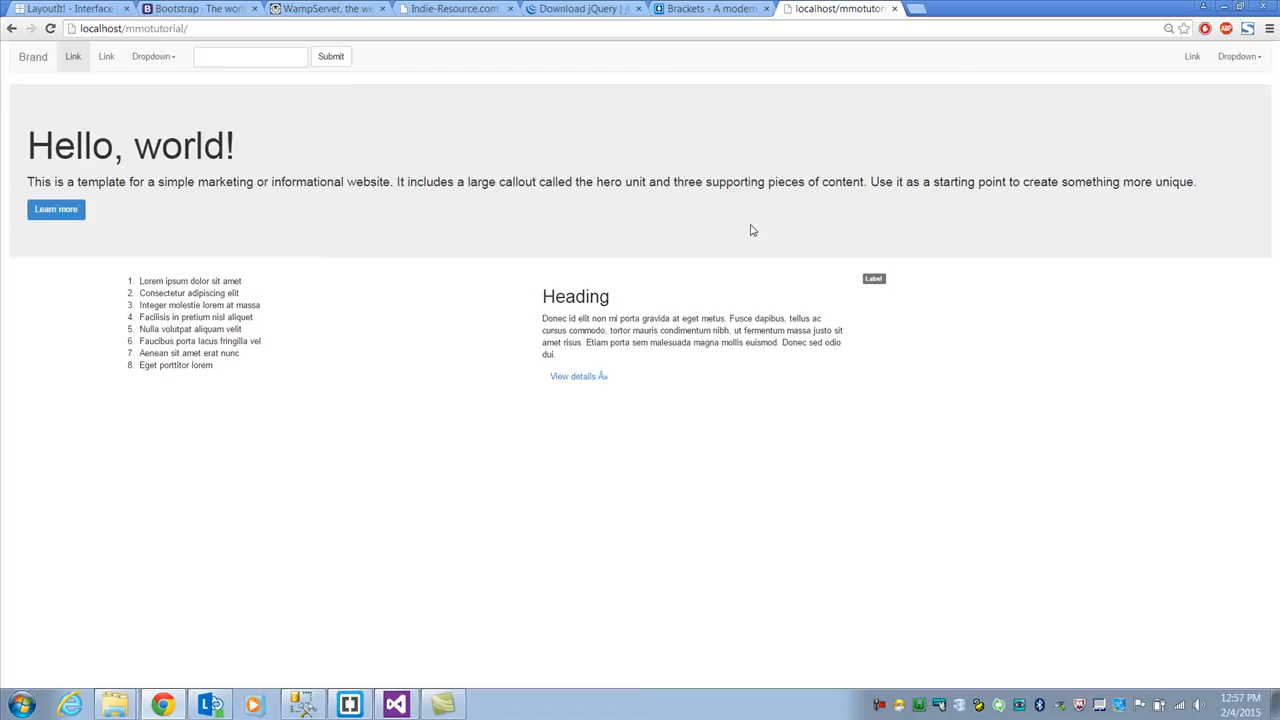 LayoutIt! - Interface
Bootstrap · The worl
WampServer, the we
Indie-Resource.com
Download jQuery | j
Brackets - A modern
localhost/mmotutori
localhost/mmotutorial/
Brand
Link
Link
Dropdown
Submit
Link
Dropdown
Hello, world!
This is a template for a simple marketing or informational website. It includes a large callout called the hero unit and three supporting pieces of content. Use it as a starting point to create something more unique.
Learn more
1. Lorem ipsum dolor sit amet
2. Consectetur adipiscing elit
3. Integer molestie lorem at massa
4. Facilisis in pretium nisl aliquet
5. Nulla volutpat aliquam velit
6. Faucibus porta lacus fringilla vel
7. Aenean sit amet erat nunc
8. Eget porttitor lorem
Heading
Donec id elit non mi porta gravida at eget metus. Fusce dapibus, tellus ac
cursus commodo, tortor mauris condimentum nibh, ut fermentum massa justo sit
amet risus. Etiam porta sem malesuada magna mollis euismod. Donec sed odio
dui.
View details Â»
Label
12:57 PM
2/4/2015